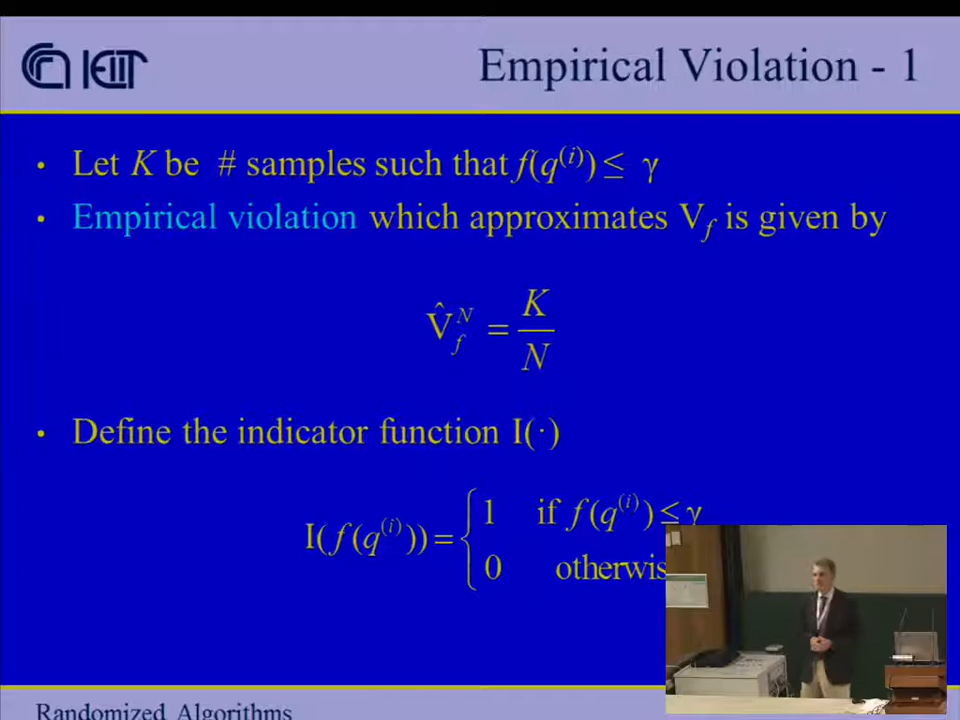 IEIIT
Empirical Violation - 1
• Let K be # samples such that f(q⁽ⁱ⁾) ≤ γ
• Empirical violation which approximates V_f is given by
V̂_f^N = K/N
• Define the indicator function I(·)
I(f(q⁽ⁱ⁾)) = { 1 if f(q⁽ⁱ⁾) ≤ γ
0 otherwis
Randomized Algorithms